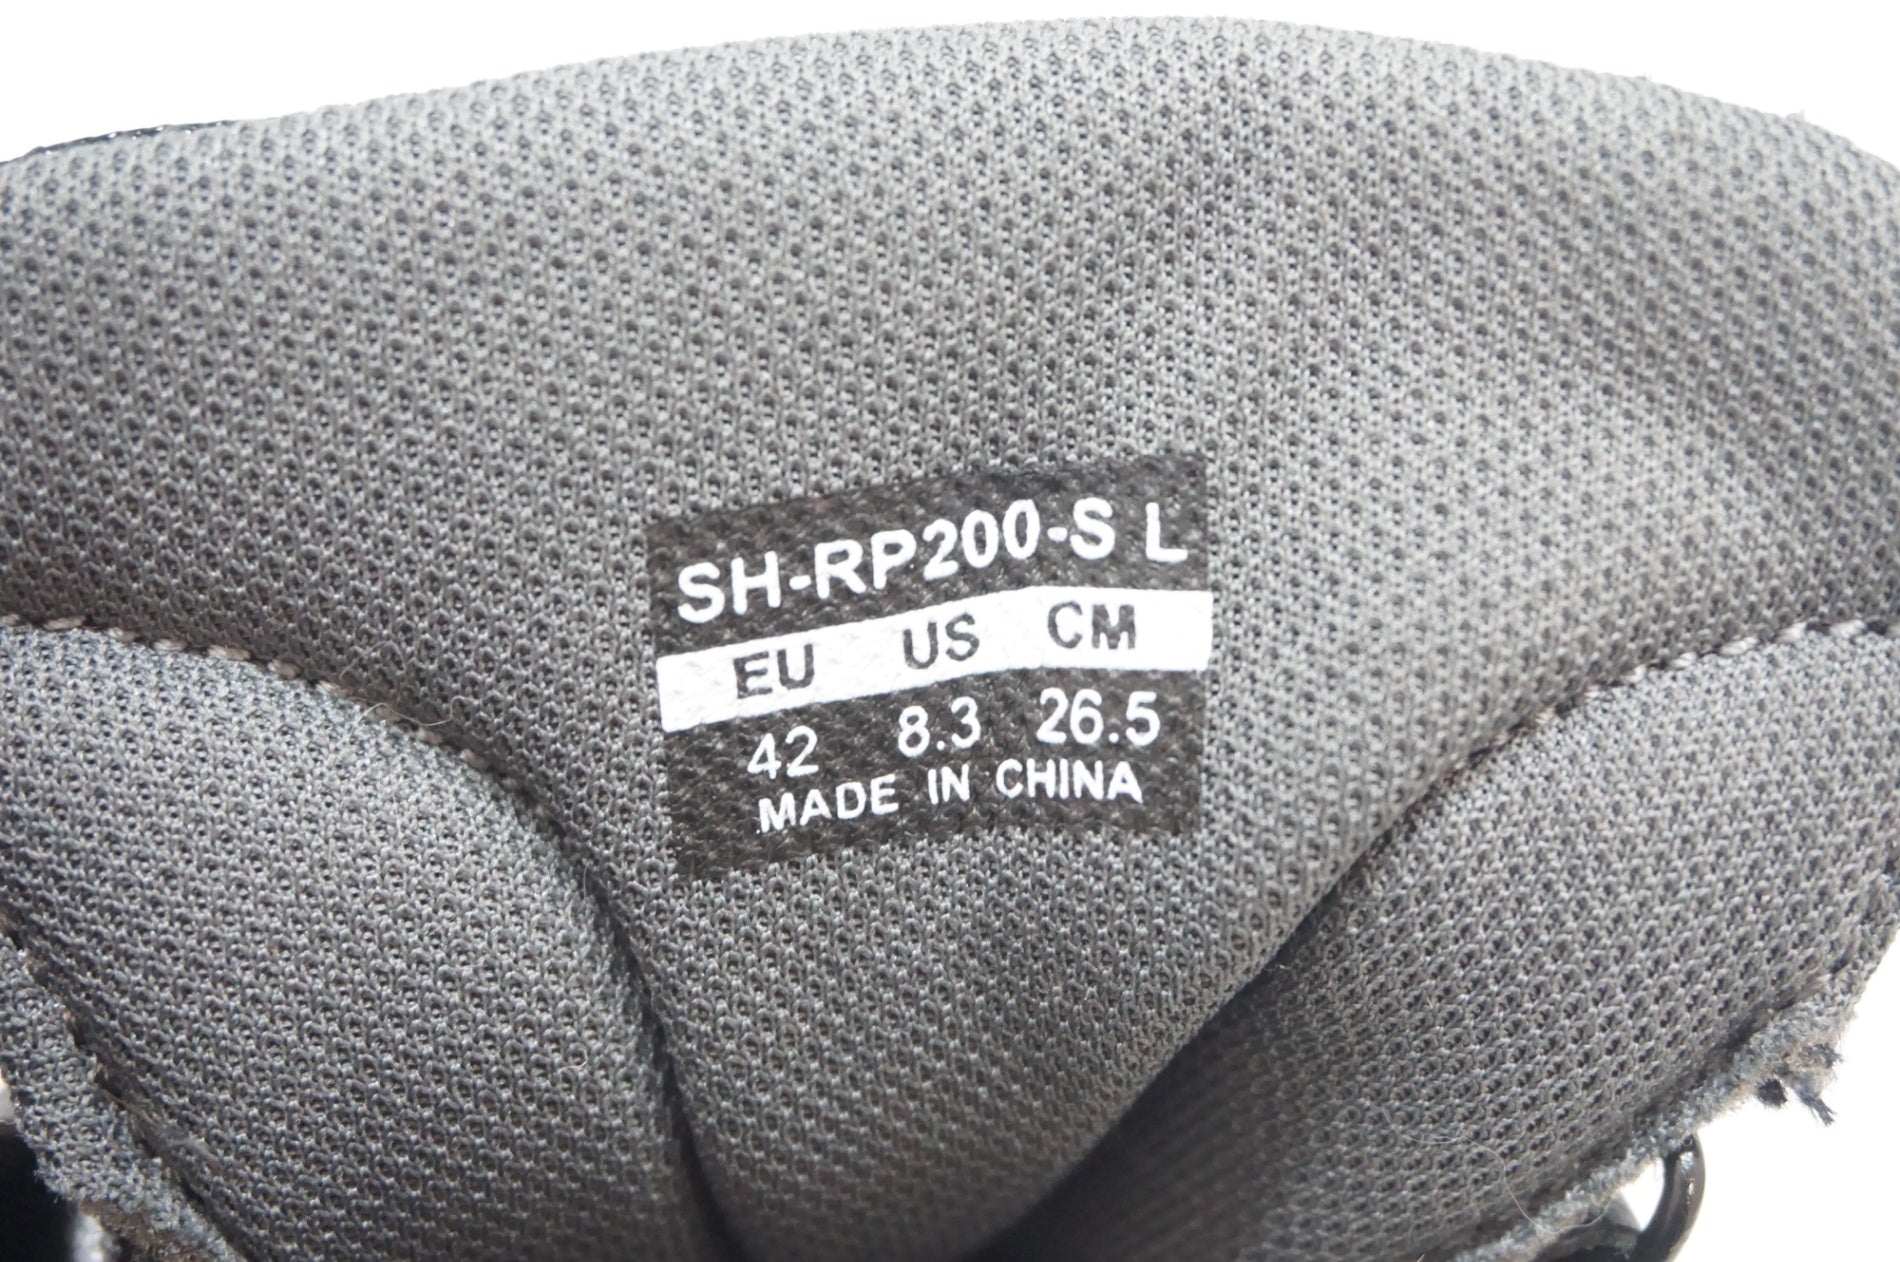 SH-RP200-S L
EU US CM
42 8.3 26.5
MADE IN CHINA